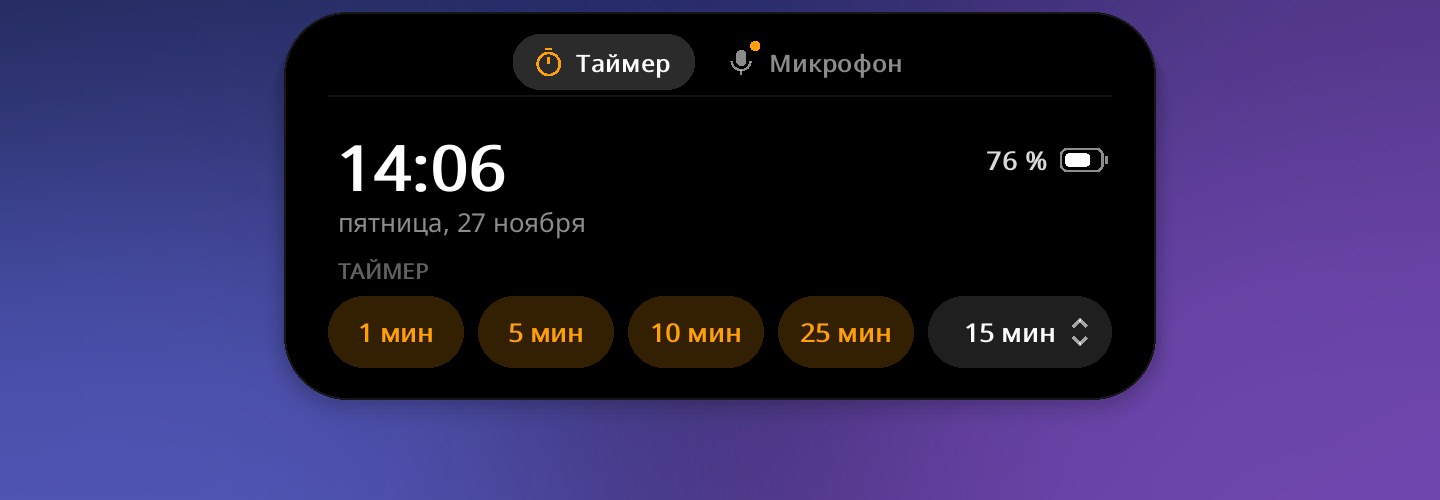 Таймер Микрофон
14:06
76 %
пятница, 27 ноября
ТАЙМЕР
1 мин 5 мин 10 мин 25 мин 15 мин